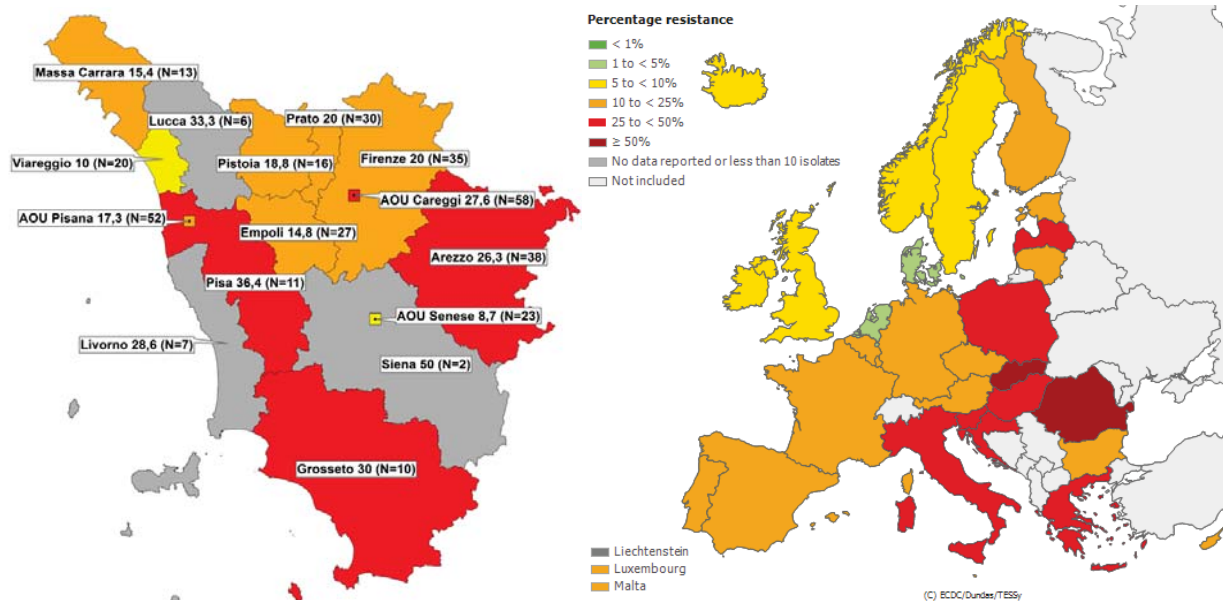 Massa Carrara 15,4 (N=13)
Lucca 33,3 (N=6)
Prato 20 (N=30)
Viareggio 10 (N=20)
Pistoia 18,8 (N=16)
Firenze 20 (N=35)
AOU Careggi 27,6 (N=58)
AOU Pisana 17,3 (N=52)
Empoli 14,8 (N=27)
Arezzo 26,3 (N=38)
Pisa 36,4 (N=11)
AOU Senese 8,7 (N=23)
Livorno 28,6 (N=7)
Siena 50 (N=2)
Grosseto 30 (N=10)
Percentage resistance
< 1%
1 to < 5%
5 to < 10%
10 to < 25%
25 to < 50%
≥ 50%
No data reported or less than 10 isolates
Not included
Liechtenstein
Luxembourg
Malta
(C) ECDC/Dundas/TESSy